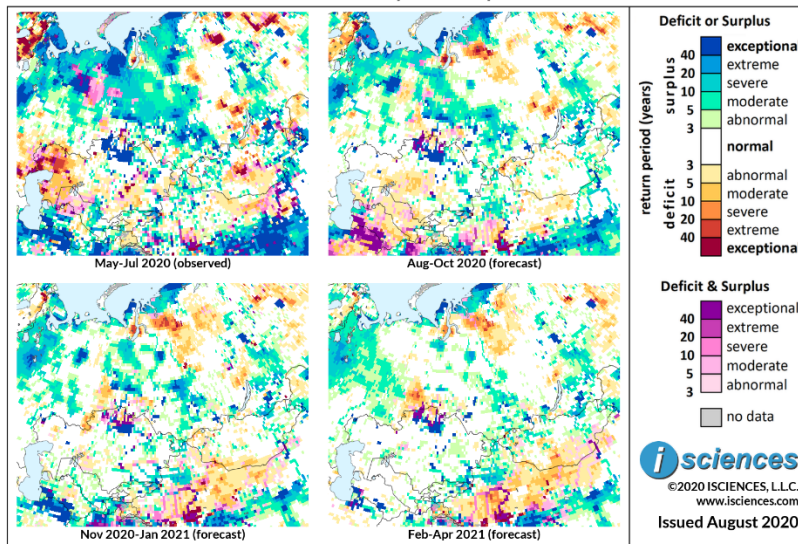 May-Jul 2020 (observed)
Aug-Oct 2020 (forecast)
Nov 2020-Jan 2021 (forecast)
Feb-Apr 2021 (forecast)
Deficit or Surplus
return period (years)
surplus
deficit
40
20
10
5
3
3
5
10
20
40
exceptiona
extreme
severe
moderate
abnormal
normal
abnormal
moderate
severe
extreme
exceptiona
Deficit & Surplus
40
20
10
5
3
exceptional
extreme
severe
moderate
abnormal
no data
i sciences
©2020 ISCIENCES, L.L.C.
www.isciences.com
Issued August 2020